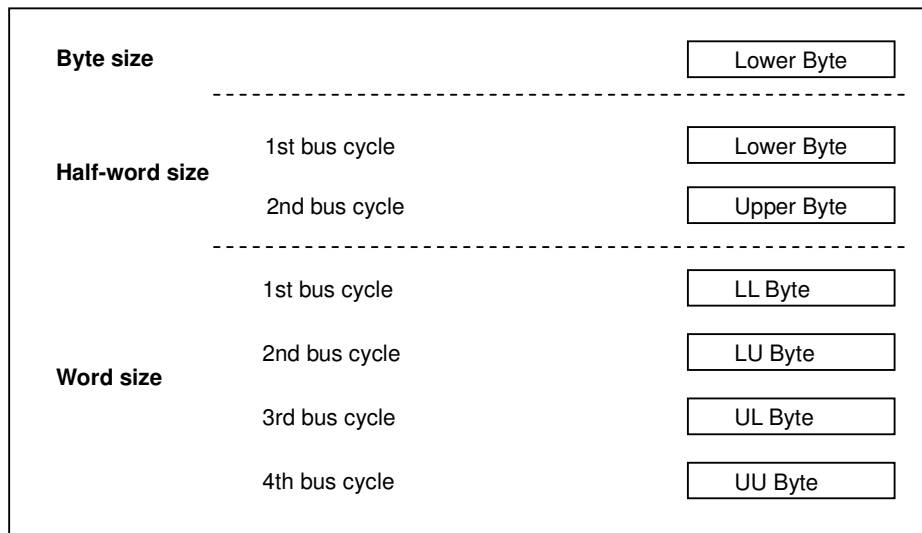 Byte size Lower Byte
1st bus cycle Lower Byte
Half-word size
2nd bus cycle Upper Byte
1st bus cycle LL Byte
2nd bus cycle LU Byte
Word size
3rd bus cycle UL Byte
4th bus cycle UU Byte